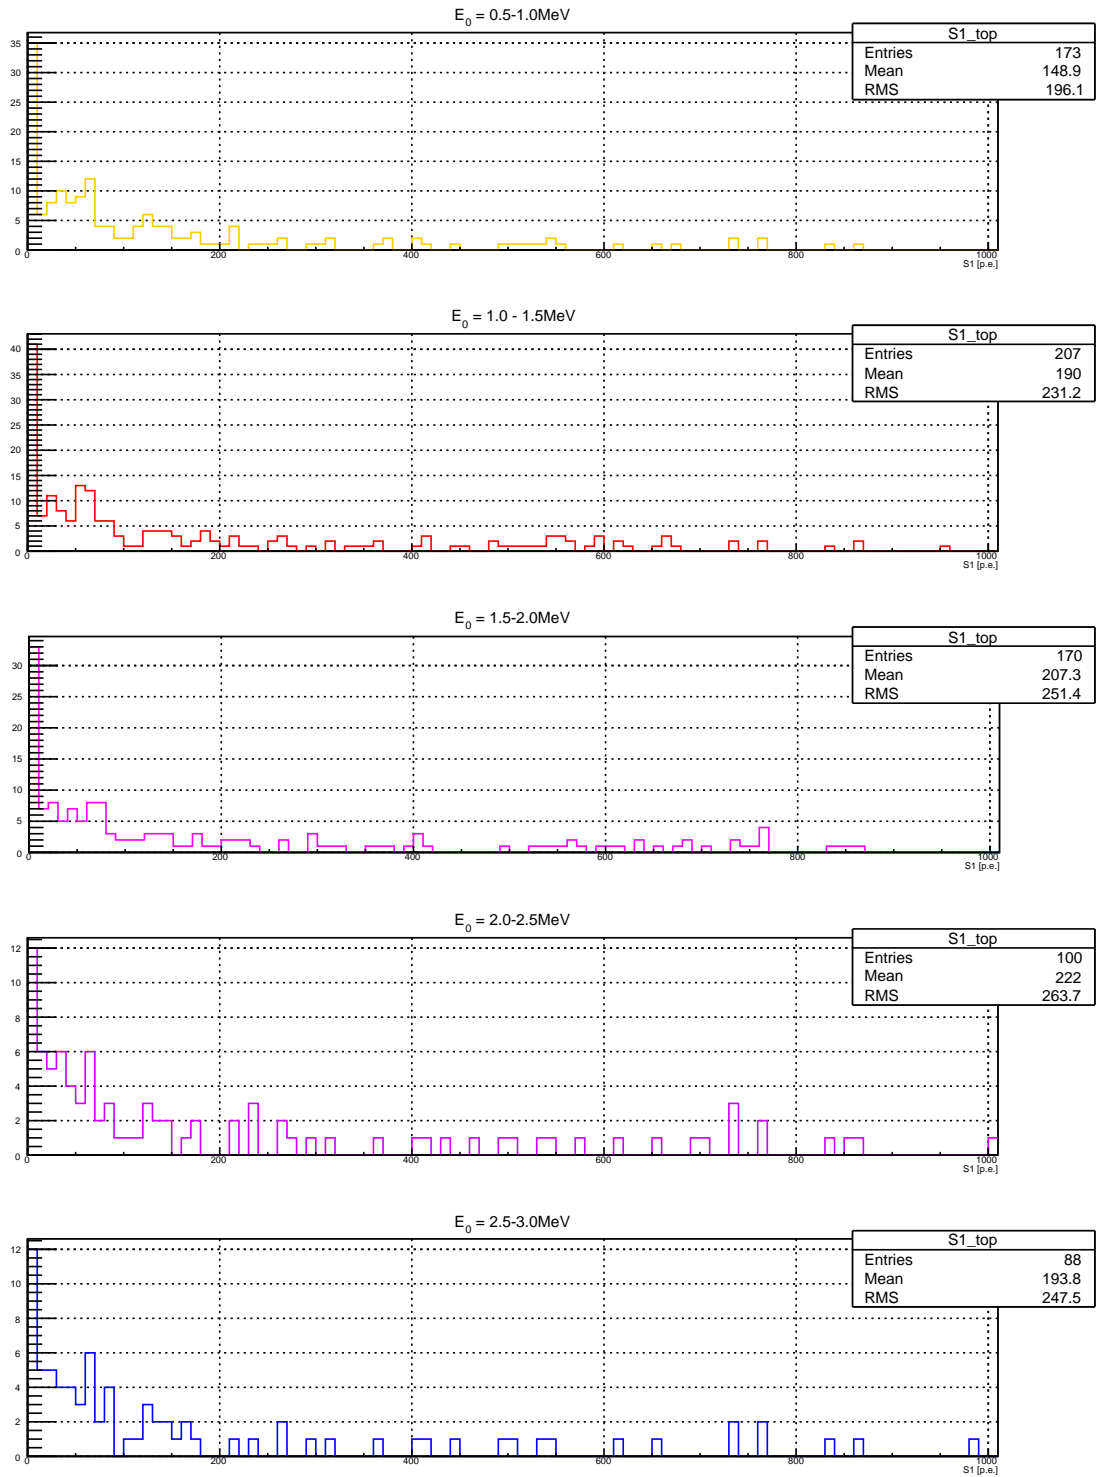 E0 = 0.5-1.0MeV
S1_top
Entries 173
Mean 148.9
RMS 196.1
35
30
25
20
15
10
5
0
0 200 400 600 800 1000
S1 [p.e.]
E0 = 1.0 - 1.5MeV
S1_top
Entries 207
Mean 190
RMS 231.2
40
35
30
25
20
15
10
5
0
0 200 400 600 800 1000
S1 [p.e.]
E0 = 1.5-2.0MeV
S1_top
Entries 170
Mean 207.3
RMS 251.4
30
25
20
15
10
5
0
0 200 400 600 800 1000
S1 [p.e.]
E0 = 2.0-2.5MeV
S1_top
Entries 100
Mean 222
RMS 263.7
12
10
8
6
4
2
0
0 200 400 600 800 1000
S1 [p.e.]
E0 = 2.5-3.0MeV
S1_top
Entries 88
Mean 193.8
RMS 247.5
12
10
8
6
4
2
0
0 200 400 600 800 1000
S1 [p.e.]